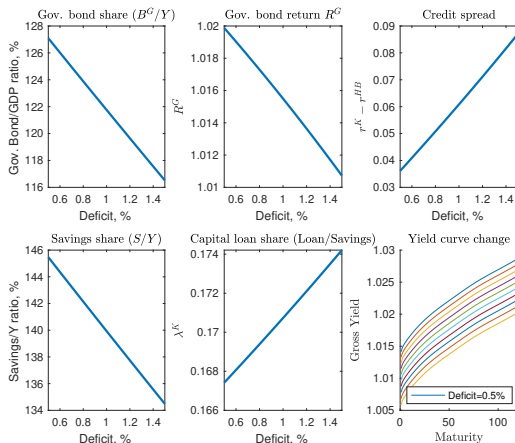 Gov. bond share (B^G/Y)
128
126
124
122
120
118
116
Gov. Bond/GDP ratio, %
0.6 0.8 1 1.2 1.4
Deficit, %
Gov. bond return R^G
1.02
1.018
1.016
1.014
1.012
1.01
R^G
0.6 0.8 1 1.2 1.4
Deficit, %
Credit spread
0.09
0.08
0.07
0.06
0.05
0.04
0.03
r^K − r^{HB}
0.6 0.8 1 1.2 1.4
Deficit, %
Savings share (S/Y)
146
144
142
140
138
136
134
Savings/Y ratio, %
0.6 0.8 1 1.2 1.4
Deficit. %
Capital loan share (Loan/Savings)
0.174
0.172
0.17
0.168
0.166
λ^K
0.6 0.8 1 1.2 1.4
Deficit, %
Yield curve change
1.03
1.025
1.02
1.015
1.01
1.005
Gross Yield
Deficit=0.5%
0 50 100
Maturity